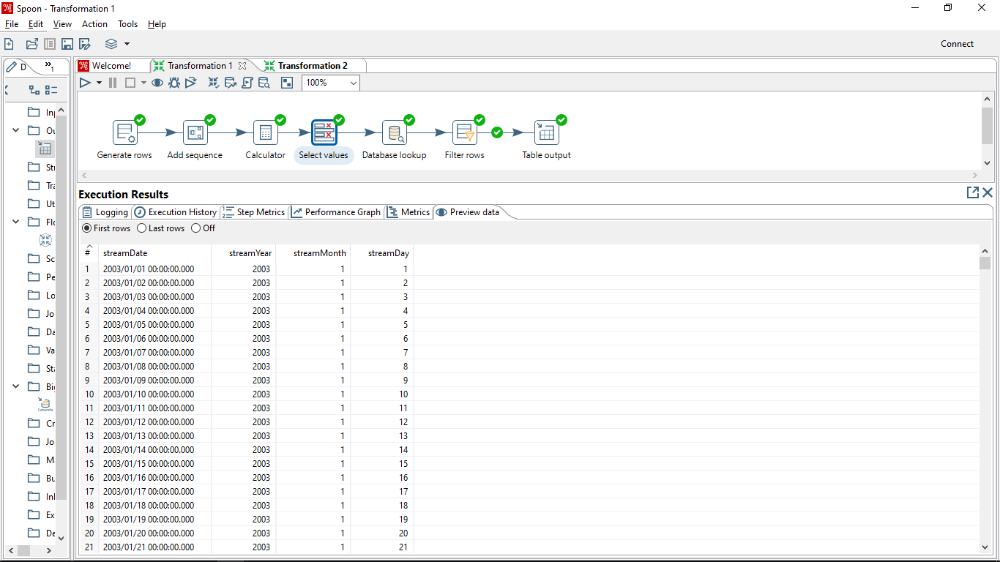 Spoon - Transformation 1
File Edit View Action Tools Help
Connect
D »1
Welcome! Transformation 1 Transformation 2
100%
Inp
Ou
Str
Tra
Uti
Flo
Sc
Pe
Lo
Jo
Da
Va
Sta
Big
Cassandra
Cr
Jo
Ma
Bu
Inl
Ex
De
Generate rows Add sequence Calculator Select values Database lookup Filter rows Table output
Execution Results
Logging Execution History Step Metrics Performance Graph Metrics Preview data
First rows Last rows Off
# streamDate streamYear streamMonth streamDay
1 2003/01/01 00:00:00.000 2003 1 1
2 2003/01/02 00:00:00.000 2003 1 2
3 2003/01/03 00:00:00.000 2003 1 3
4 2003/01/04 00:00:00.000 2003 1 4
5 2003/01/05 00:00:00.000 2003 1 5
6 2003/01/06 00:00:00.000 2003 1 6
7 2003/01/07 00:00:00.000 2003 1 7
8 2003/01/08 00:00:00.000 2003 1 8
9 2003/01/09 00:00:00.000 2003 1 9
10 2003/01/10 00:00:00.000 2003 1 10
11 2003/01/11 00:00:00.000 2003 1 11
12 2003/01/12 00:00:00.000 2003 1 12
13 2003/01/13 00:00:00.000 2003 1 13
14 2003/01/14 00:00:00.000 2003 1 14
15 2003/01/15 00:00:00.000 2003 1 15
16 2003/01/16 00:00:00.000 2003 1 16
17 2003/01/17 00:00:00.000 2003 1 17
18 2003/01/18 00:00:00.000 2003 1 18
19 2003/01/19 00:00:00.000 2003 1 19
20 2003/01/20 00:00:00.000 2003 1 20
21 2003/01/21 00:00:00.000 2003 1 21